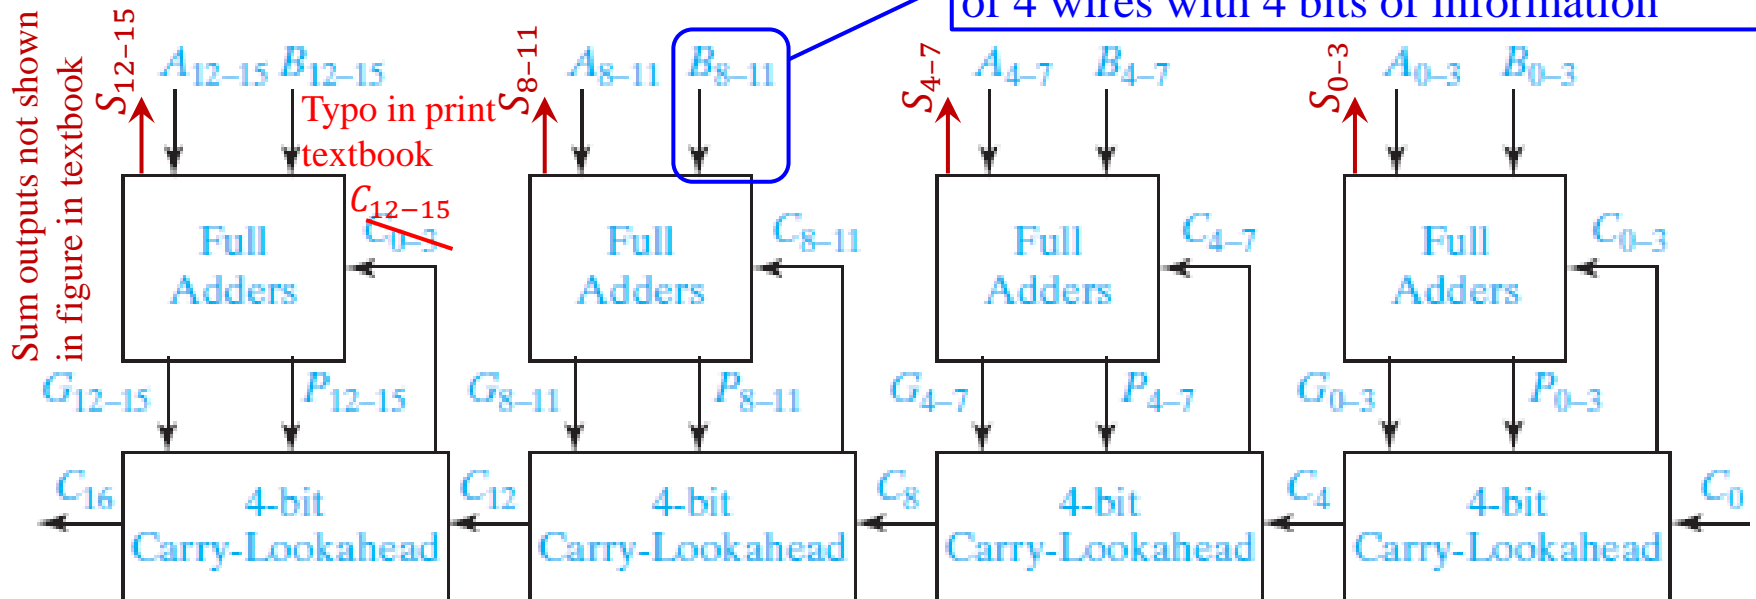 of 4 wires with 4 bits of information
Sum outputs not shown
in figure in textbook
S12–15
A12–15 B12–15
S8–11
A8–11 B8–11
S4–7
A4–7 B4–7
S0–3
A0–3 B0–3
Typo in print
textbook
C12–15
C0–3
C8–11
C4–7
C0–3
Full
Adders
Full
Adders
Full
Adders
Full
Adders
G12–15 P12–15
G8–11 P8–11
G4–7 P4–7
G0–3 P0–3
C16
4-bit
Carry-Lookahead
C12
4-bit
Carry-Lookahead
C8
4-bit
Carry-Lookahead
C4
4-bit
Carry-Lookahead
C0